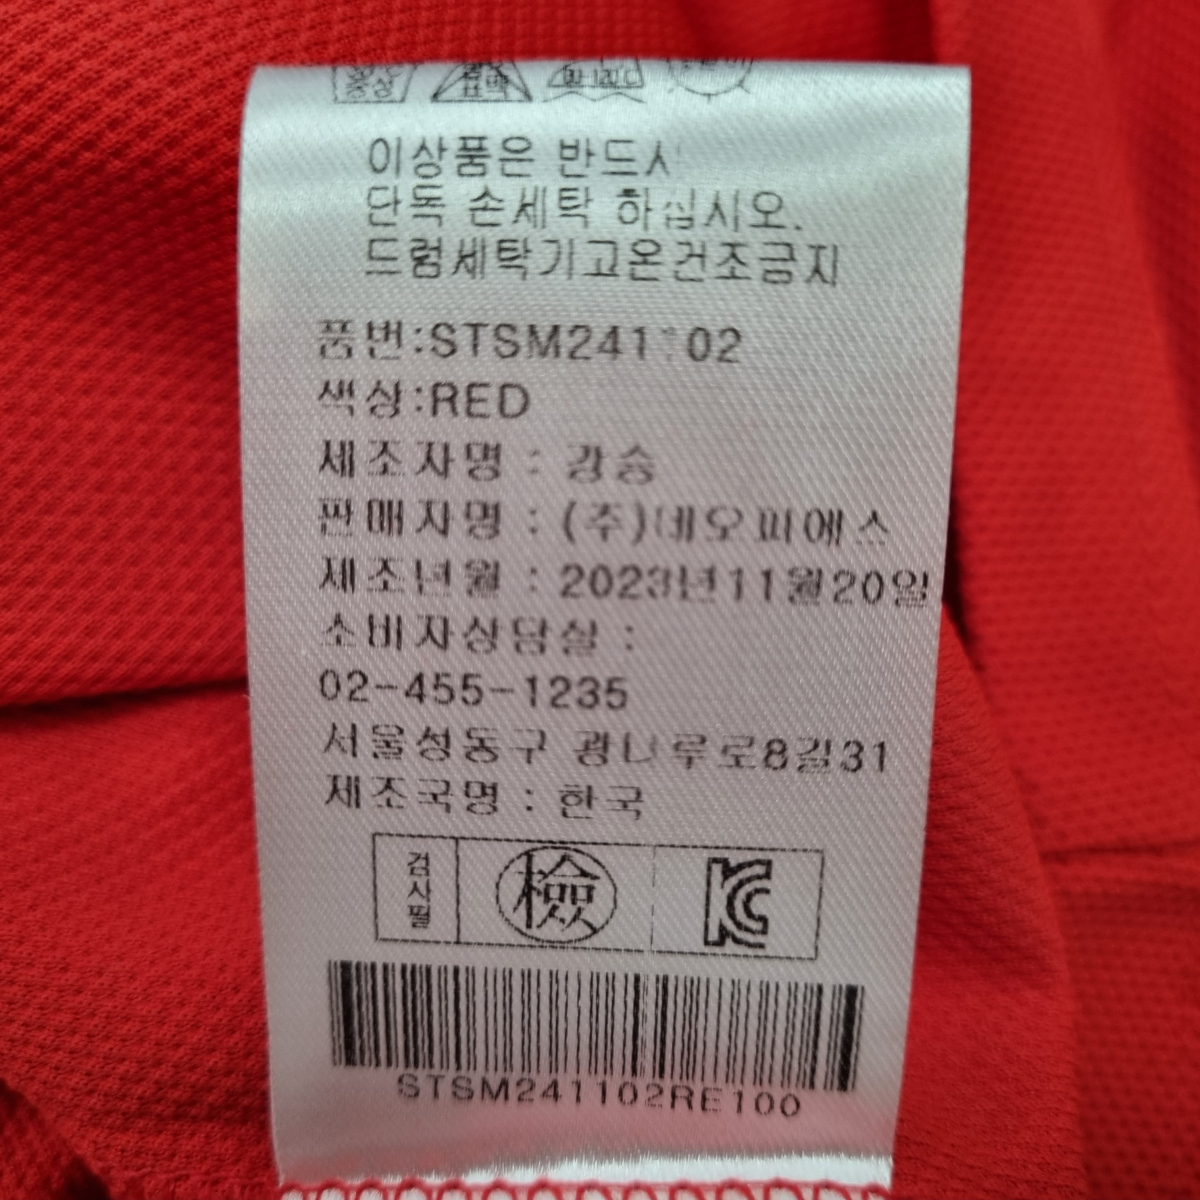 이상품은 반드시
단독 손세탁 하십시오.
드럼세탁기고온건조금지
품번:STSM241102
색상:RED
제조자명 : 강승
판매자명 : (주)네오피에스
제조년월 : 2023년11월20일
소비자상담실 :
02-455-1235
서울성동구 광나루로8길31
제조국명 : 한국
검사필 檢 KC
STSM241102RE100